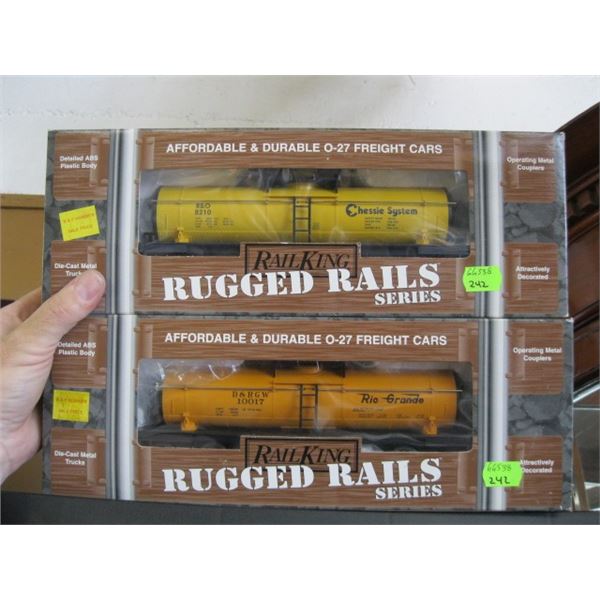 AFFORDABLE & DURABLE O-27 FREIGHT CARS
Detailed ABS
Plastic Body
Operating Metal
Couplers
B&O
8210
Chessie System
Die-Cast Metal
Trucks
RAILKING
RUGGED RAILS
SERIES
Attractively
Decorated
66538
242
AFFORDABLE & DURABLE O-27 FREIGHT CARS
Detailed ABS
Plastic Body
Operating Metal
Couplers
D&RGW
10017
Rio Grande
Die-Cast Metal
Trucks
RAILKING
RUGGED RAILS
SERIES
Attractively
Decorated
66538
242